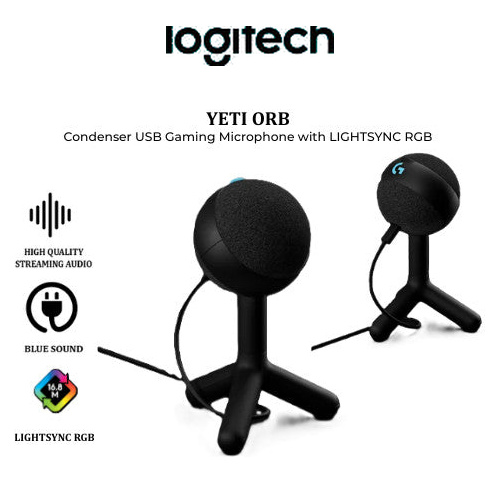 logitech
YETI ORB
Condenser USB Gaming Microphone with LIGHTSYNC RGB
HIGH QUALITY
STREAMING AUDIO
BLUE SOUND
16.8
M
LIGHTSYNC RGB